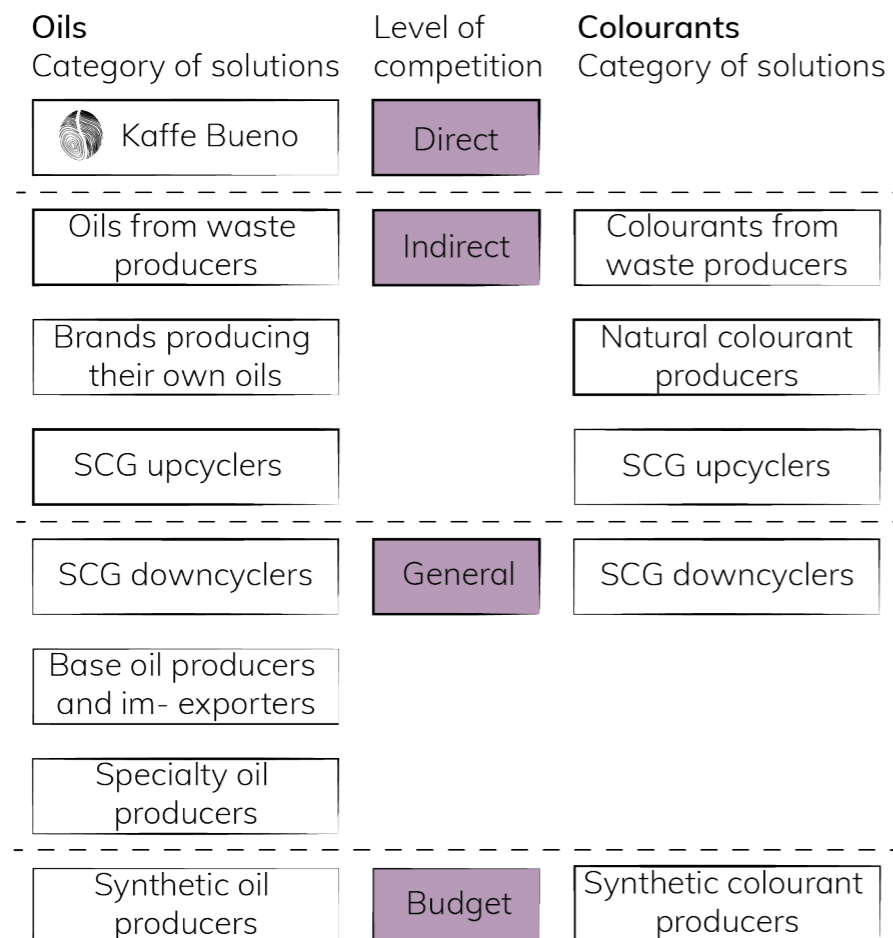 Oils
Category of solutions
Level of
competition
Colourants
Category of solutions
Kaffe Bueno
Direct
Oils from waste
producers
Indirect
Colourants from
waste producers
Brands producing
their own oils
Natural colourant
producers
SCG upcyclers
SCG upcyclers
SCG downcyclers
General
SCG downcyclers
Base oil producers
and im- exporters
Specialty oil
producers
Synthetic oil
producers
Budget
Synthetic colourant
producers